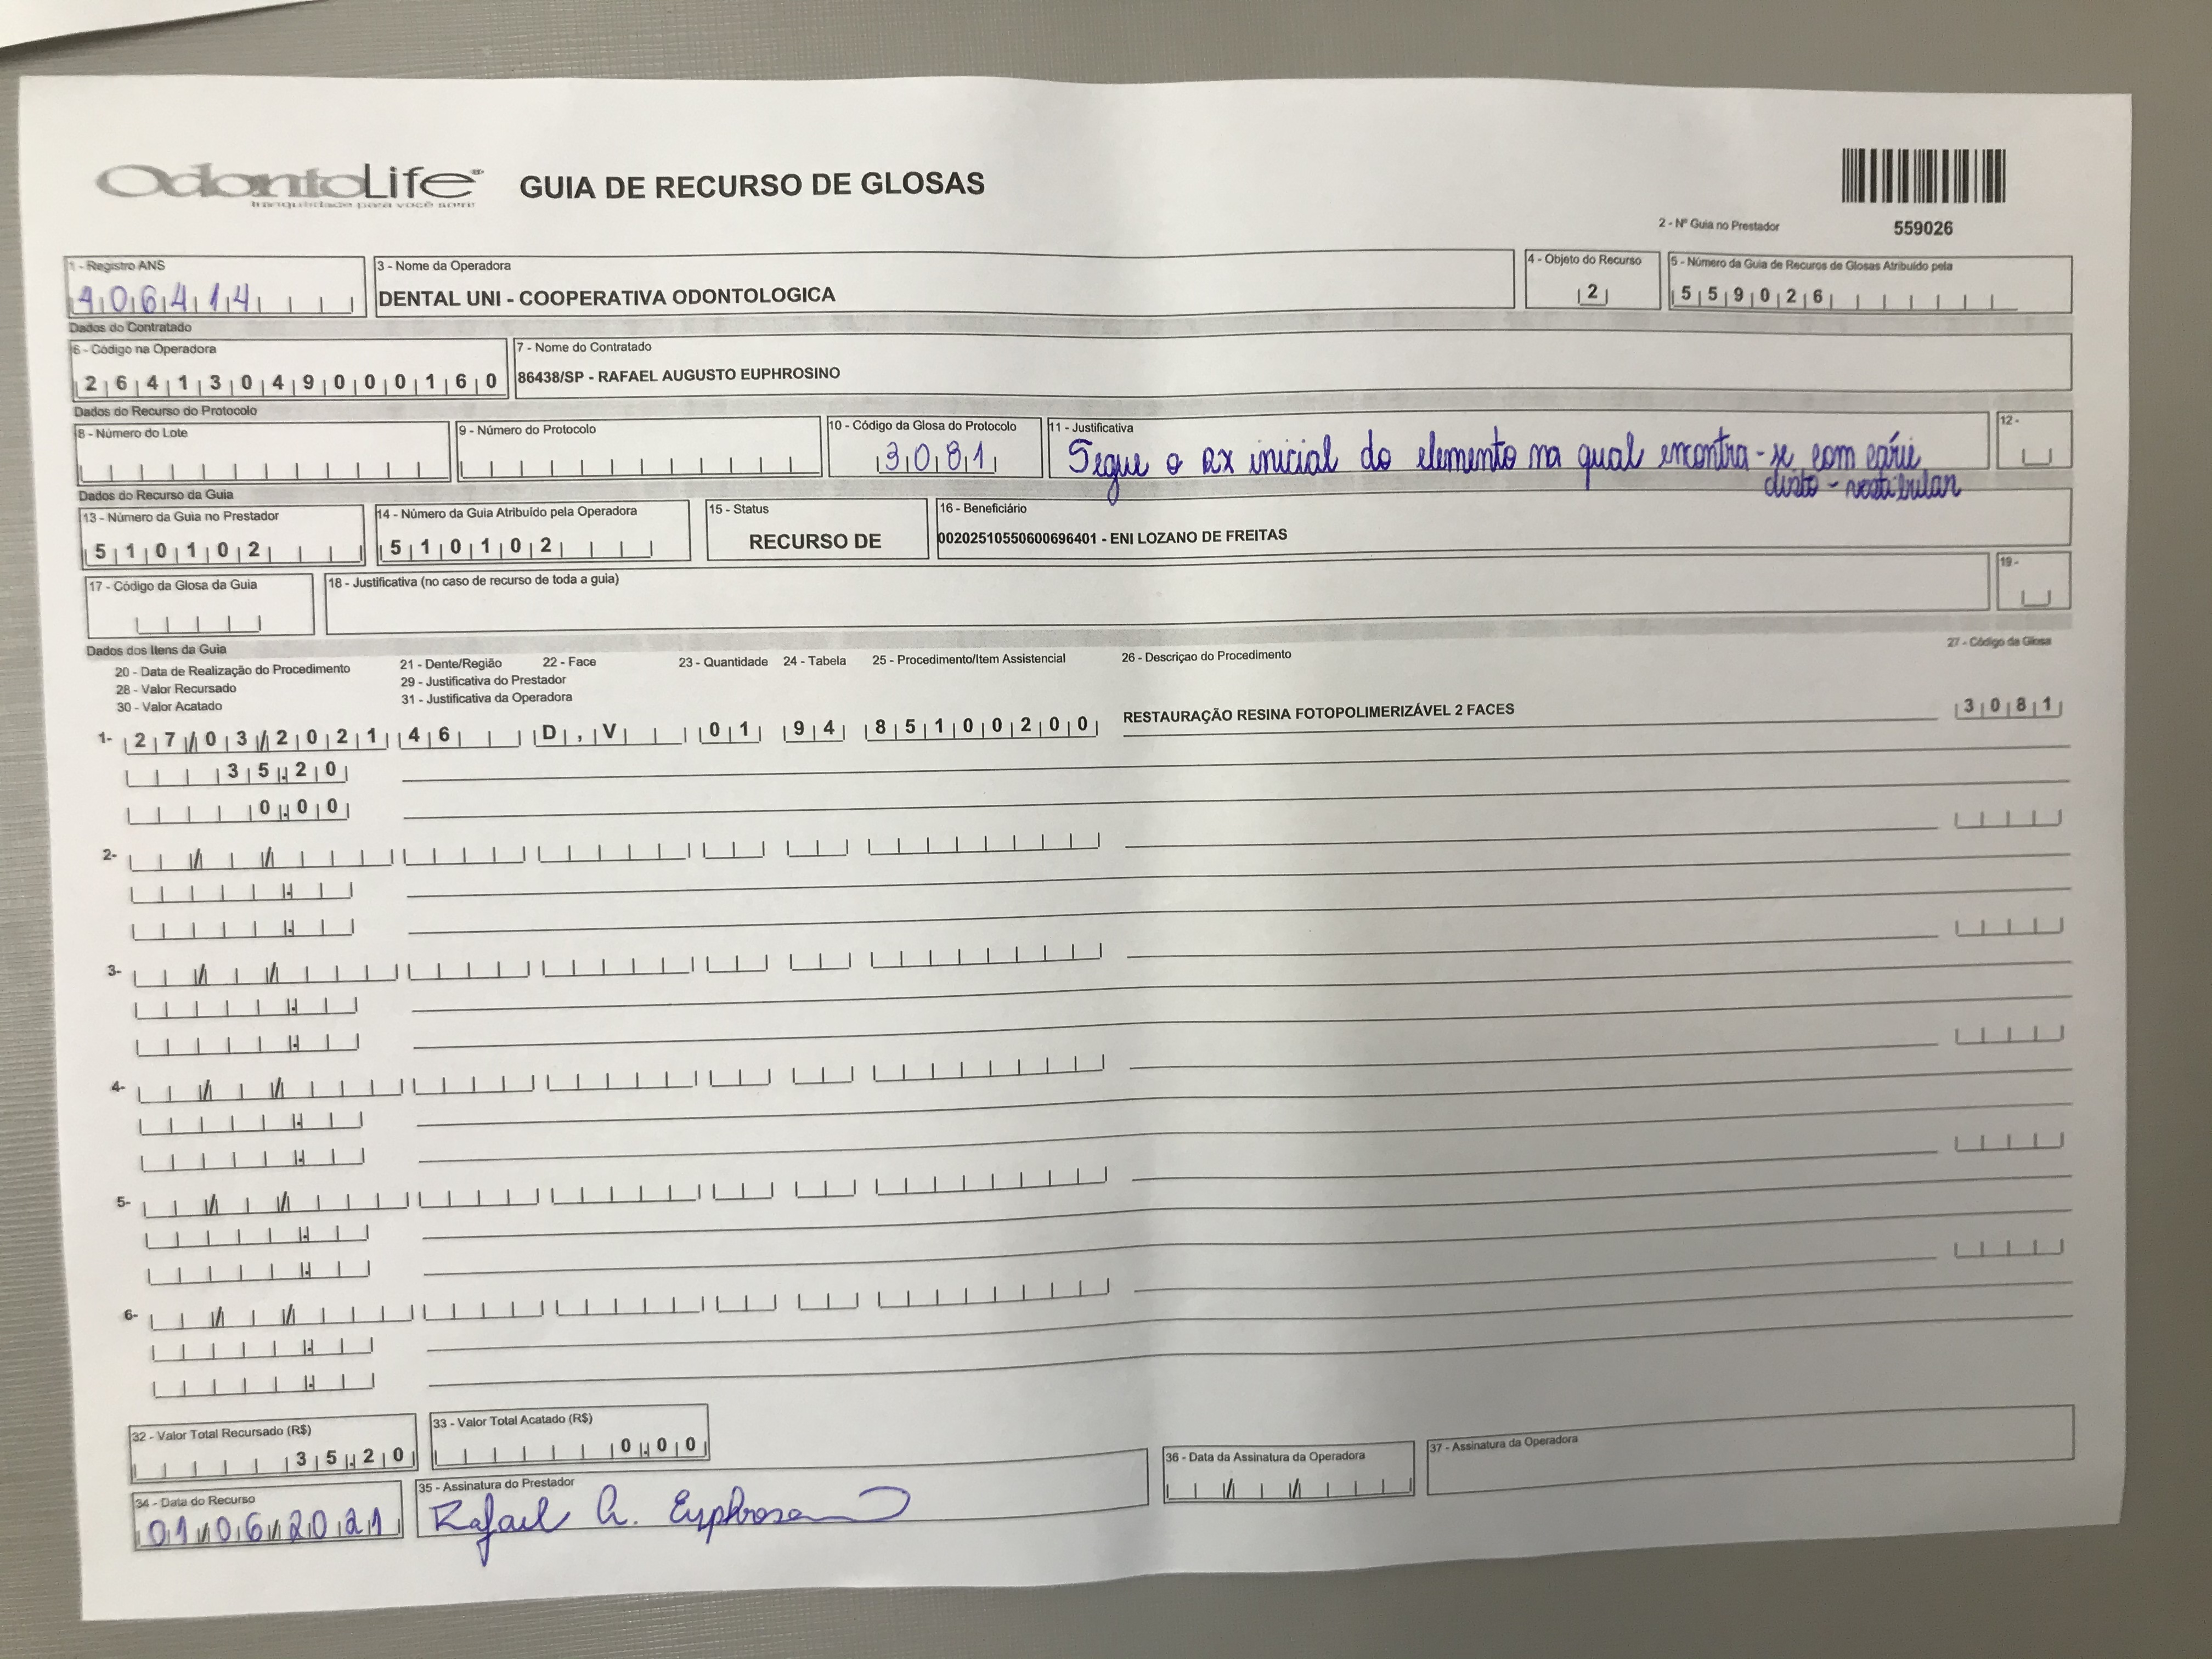 OdontoLife®
tranquilidade para você sorrir
GUIA DE RECURSO DE GLOSAS
2 - Nº Guia no Prestador
559026
1 - Registro ANS
406414
3 - Nome da Operadora
DENTAL UNI - COOPERATIVA ODONTOLOGICA
4 - Objeto do Recurso
2
5 - Número da Guia de Recuros de Glosas Atribuído pela
559026
Dados do Contratado
6 - Código na Operadora
26413049000160
7 - Nome do Contratado
86438/SP - RAFAEL AUGUSTO EUPHROSINO
Dados do Recurso do Protocolo
8 - Número do Lote
9 - Número do Protocolo
10 - Código da Glosa do Protocolo
3081
11 - Justificativa
Segue o RX inicial do elemento na qual encontra-se com cárie
disto - vestibular
12 -
Dados do Recurso da Guia
13 - Número da Guia no Prestador
510102
14 - Número da Guia Atribuído pela Operadora
510102
15 - Status
RECURSO DE
16 - Beneficiário
00202510550600696401 - ENI LOZANO DE FREITAS
17 - Código da Glosa da Guia
18 - Justificativa (no caso de recurso de toda a guia)
19 -
Dados dos Itens da Guia
20 - Data de Realização do Procedimento 21 - Dente/Região 22 - Face 23 - Quantidade 24 - Tabela 25 - Procedimento/Item Assistencial 26 - Descriçao do Procedimento 27 - Código da Glosa
28 - Valor Recursado 29 - Justificativa do Prestador
30 - Valor Acatado 31 - Justificativa da Operadora
1- 27/03/2021 46 D,V 01 94 85100200 RESTAURAÇÃO RESINA FOTOPOLIMERIZÁVEL 2 FACES 3081
35.20
0.00
2-
3-
4-
5-
6-
32 - Valor Total Recursado (R$)
35.20
33 - Valor Total Acatado (R$)
0.00
34 - Data do Recurso
01/06/2021
35 - Assinatura do Prestador
Rafael A. Euphrosino
36 - Data da Assinatura da Operadora
37 - Assinatura da Operadora